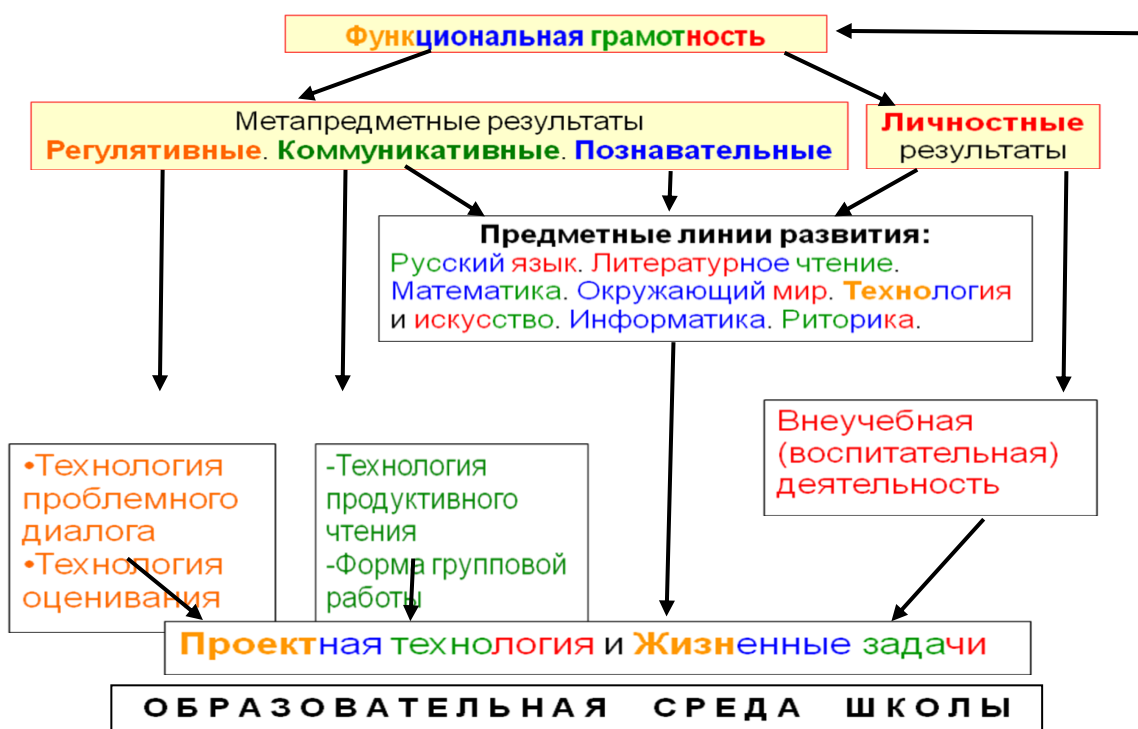 Функциональная грамотность
Метапредметные результаты
Регулятивные. Коммуникативные. Познавательные
Личностные
результаты
Предметные линии развития:
Русский язык. Литературное чтение.
Математика. Окружающий мир. Технология
и искусство. Информатика. Риторика.
•Технология
проблемного
диалога
•Технология
оценивания
-Технология
продуктивного
чтения
-Форма групповой
работы
Внеучебная
(воспитательная)
деятельность
Проектная технология и Жизненные задачи
ОБРАЗОВАТЕЛЬНАЯ СРЕДА ШКОЛЫ